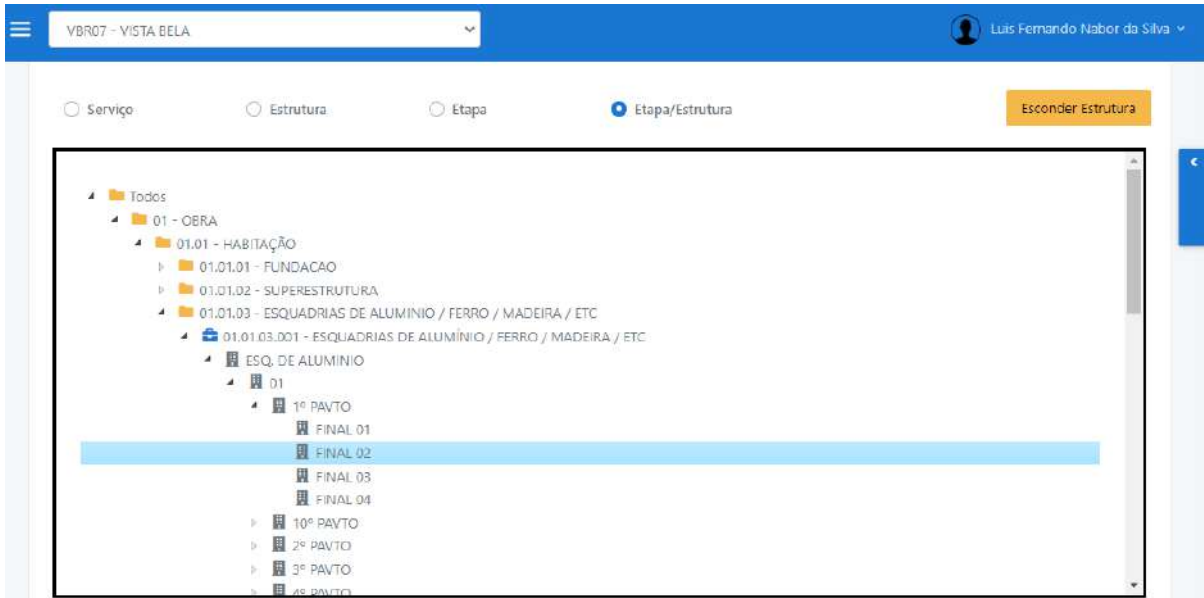 VBR07 - VISTA BELA
Luis Fernando Nabor da Silva
Serviço
Estrutura
Etapa
Etapa/Estrutura
Esconder Estrutura
Todos
01 - OBRA
01.01 - HABITAÇÃO
01.01.01 - FUNDACAO
01.01.02 - SUPERESTRUTURA
01.01.03 - ESQUADRIAS DE ALUMINIO / FERRO / MADEIRA / ETC
01.01.03.001 - ESQUADRIAS DE ALUMÍNIO / FERRO / MADEIRA / ETC
ESQ. DE ALUMINIO
01
1º PAVTO
FINAL 01
FINAL 02
FINAL 03
FINAL 04
10º PAVTO
2º PAVTO
3º PAVTO
4º PAVTO